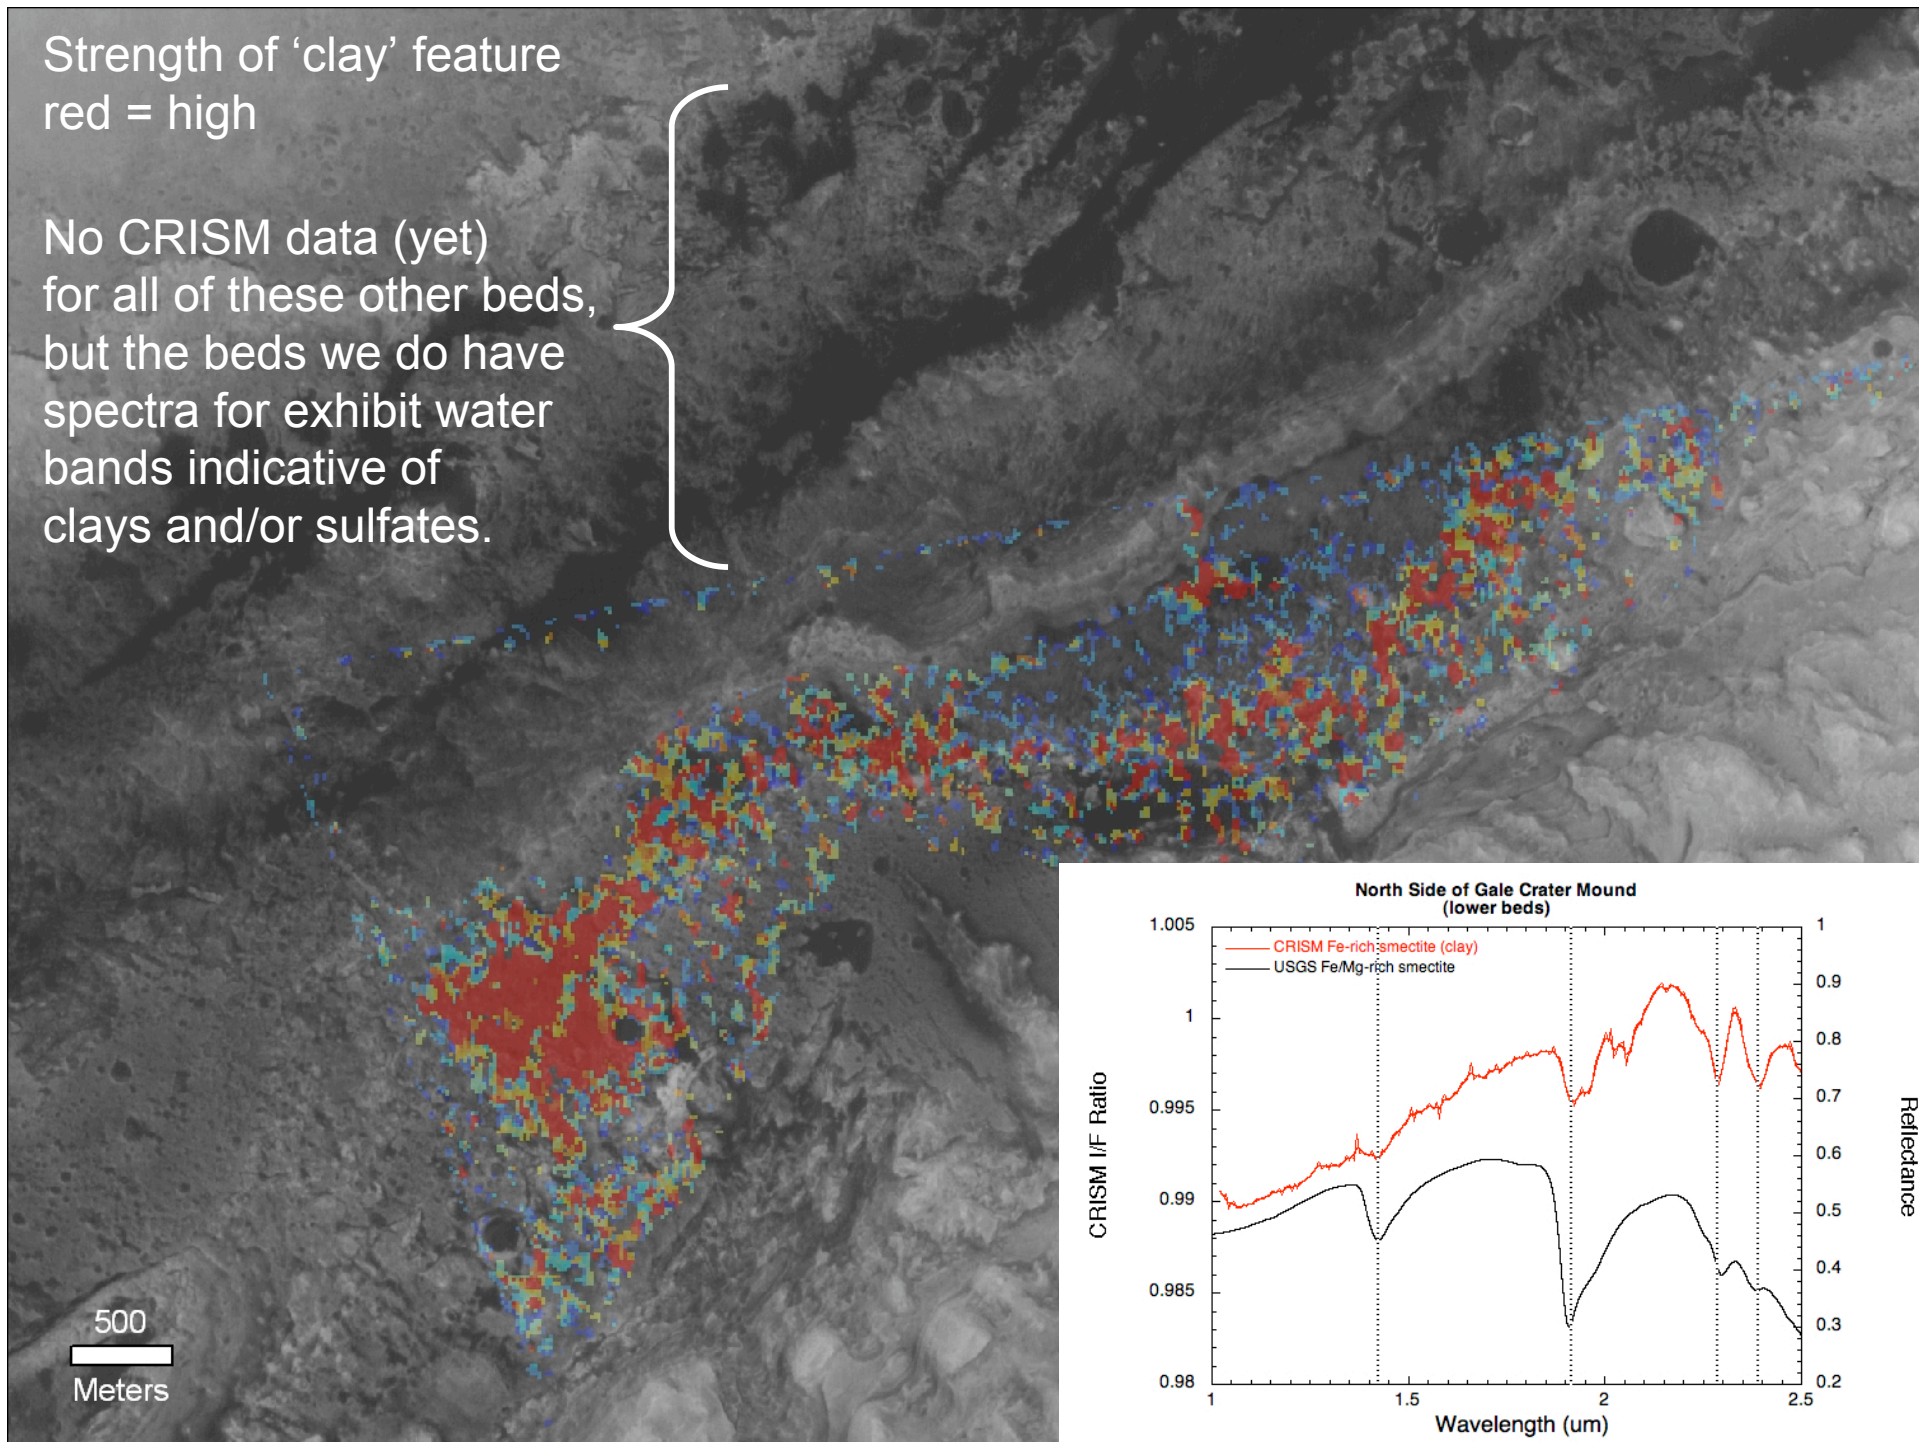 Strength of ‘clay’ feature
red = high
No CRISM data (yet)
for all of these other beds,
but the beds we do have
spectra for exhibit water
bands indicative of
clays and/or sulfates.
500
Meters
North Side of Gale Crater Mound
(lower beds)
CRISM Fe-rich smectite (clay)
USGS Fe/Mg-rich smectite
CRISM I/F Ratio
1.005
1
0.995
0.99
0.985
0.98
1
0.9
0.8
0.7
0.6
0.5
0.4
0.3
0.2
Reflectance
1
1.5
2
2.5
Wavelength (um)